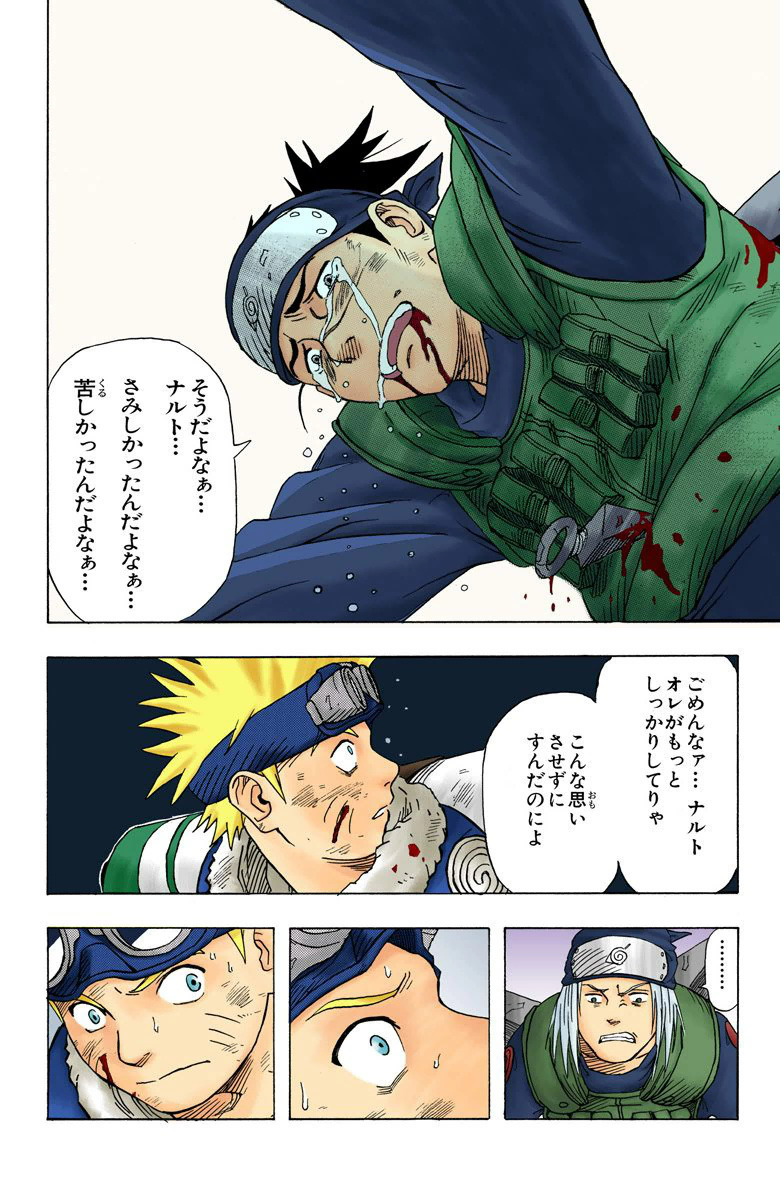 そうだよなぁ…
ナルト…
さみしかったんだよなぁ…
苦しかったんだよなぁ…
ごめんなァ… ナルト
オレがもっと
しっかりしてりゃ
こんな思い
させずに
すんだのによ
………